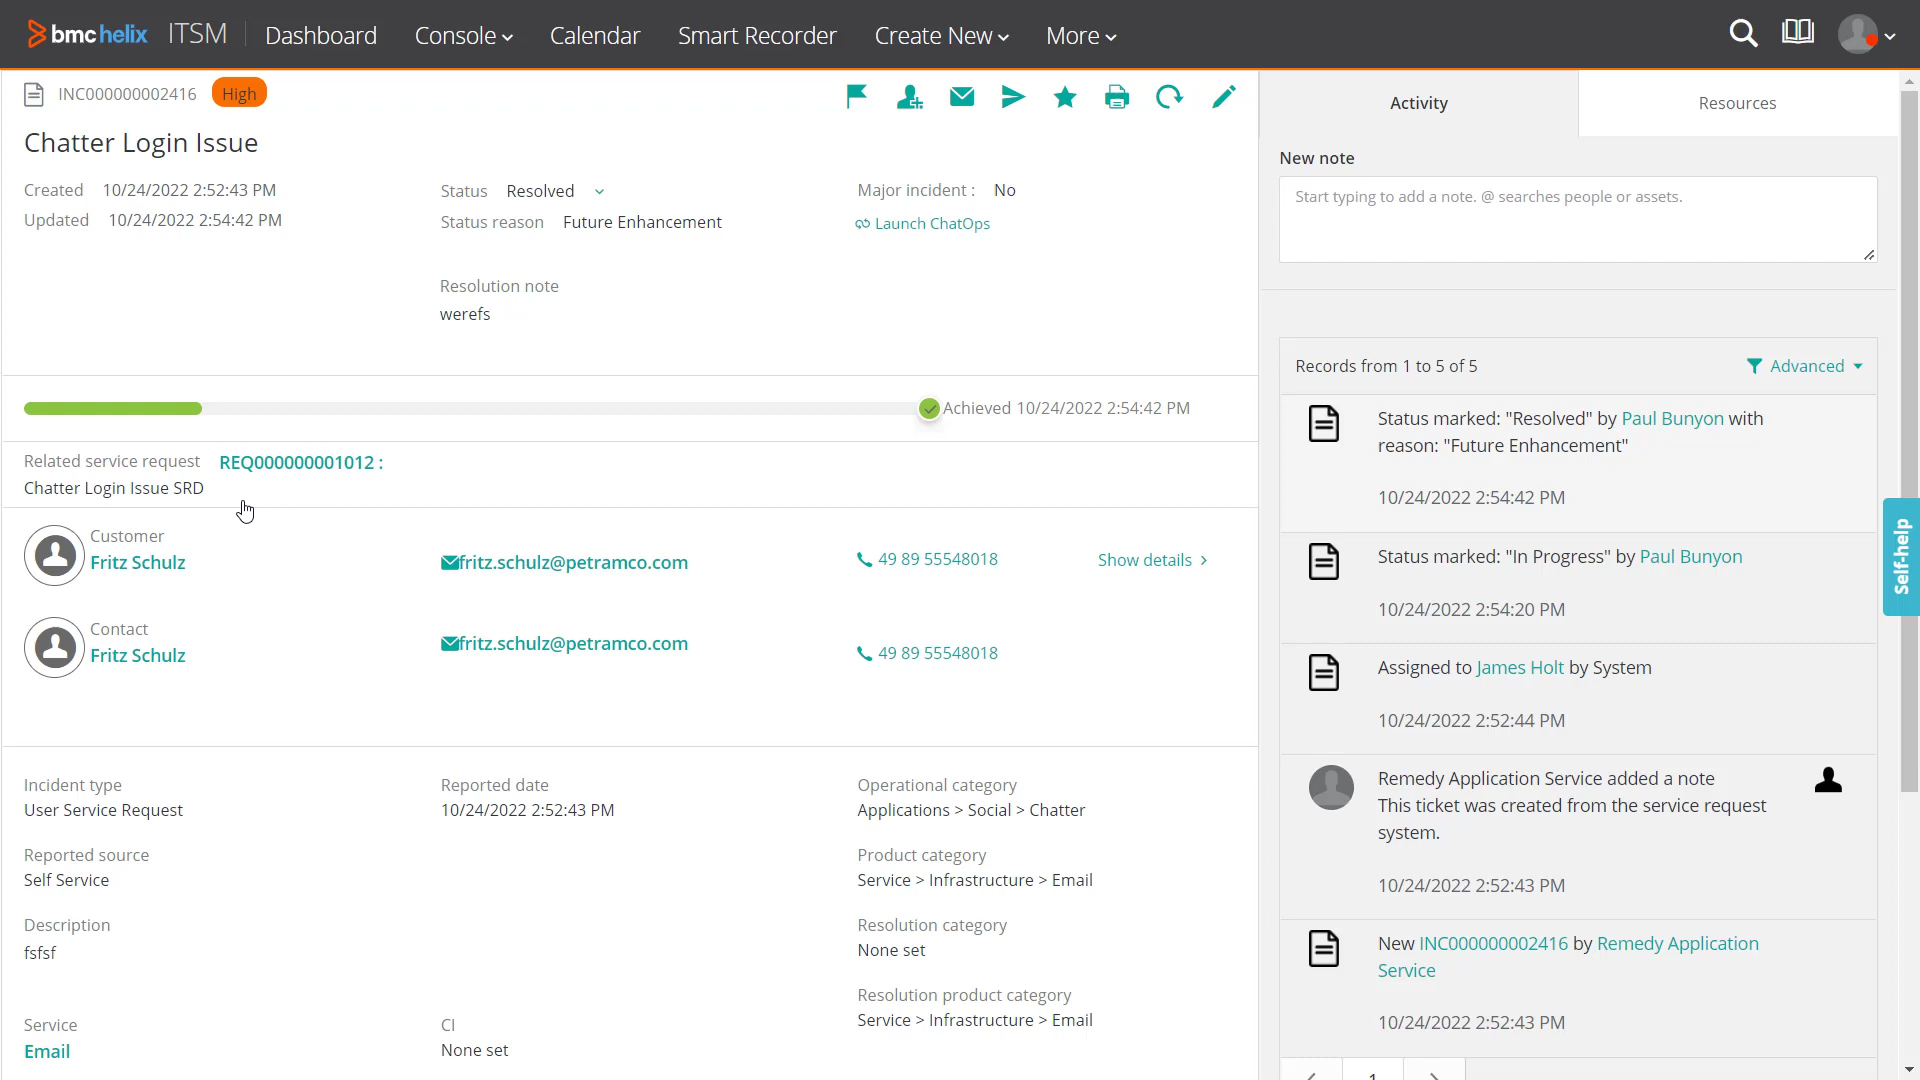 bmc helix ITSM Dashboard Console Calendar Smart Recorder Create New More
INC000000002416 High
Chatter Login Issue
Created 10/24/2022 2:52:43 PM
Updated 10/24/2022 2:54:42 PM
Status Resolved
Status reason Future Enhancement
Major incident : No
Launch ChatOps
Resolution note
werefs
Achieved 10/24/2022 2:54:42 PM
Related service request REQ000000001012 :
Chatter Login Issue SRD
Customer
Fritz Schulz fritz.schulz@petramco.com 49 89 55548018 Show details
Contact
Fritz Schulz fritz.schulz@petramco.com 49 89 55548018
Incident type
User Service Request
Reported date
10/24/2022 2:52:43 PM
Operational category
Applications > Social > Chatter
Reported source
Self Service
Product category
Service > Infrastructure > Email
Description
fsfsf
Resolution category
None set
Resolution product category
Service > Infrastructure > Email
Service
Email
CI
None set
Activity Resources
New note
Start typing to add a note. @ searches people or assets.
Records from 1 to 5 of 5 Advanced
Status marked: "Resolved" by Paul Bunyon with
reason: "Future Enhancement"
10/24/2022 2:54:42 PM
Status marked: "In Progress" by Paul Bunyon
10/24/2022 2:54:20 PM
Assigned to James Holt by System
10/24/2022 2:52:44 PM
Remedy Application Service added a note
This ticket was created from the service request
system.
10/24/2022 2:52:43 PM
New INC000000002416 by Remedy Application
Service
10/24/2022 2:52:43 PM
1
Self-help